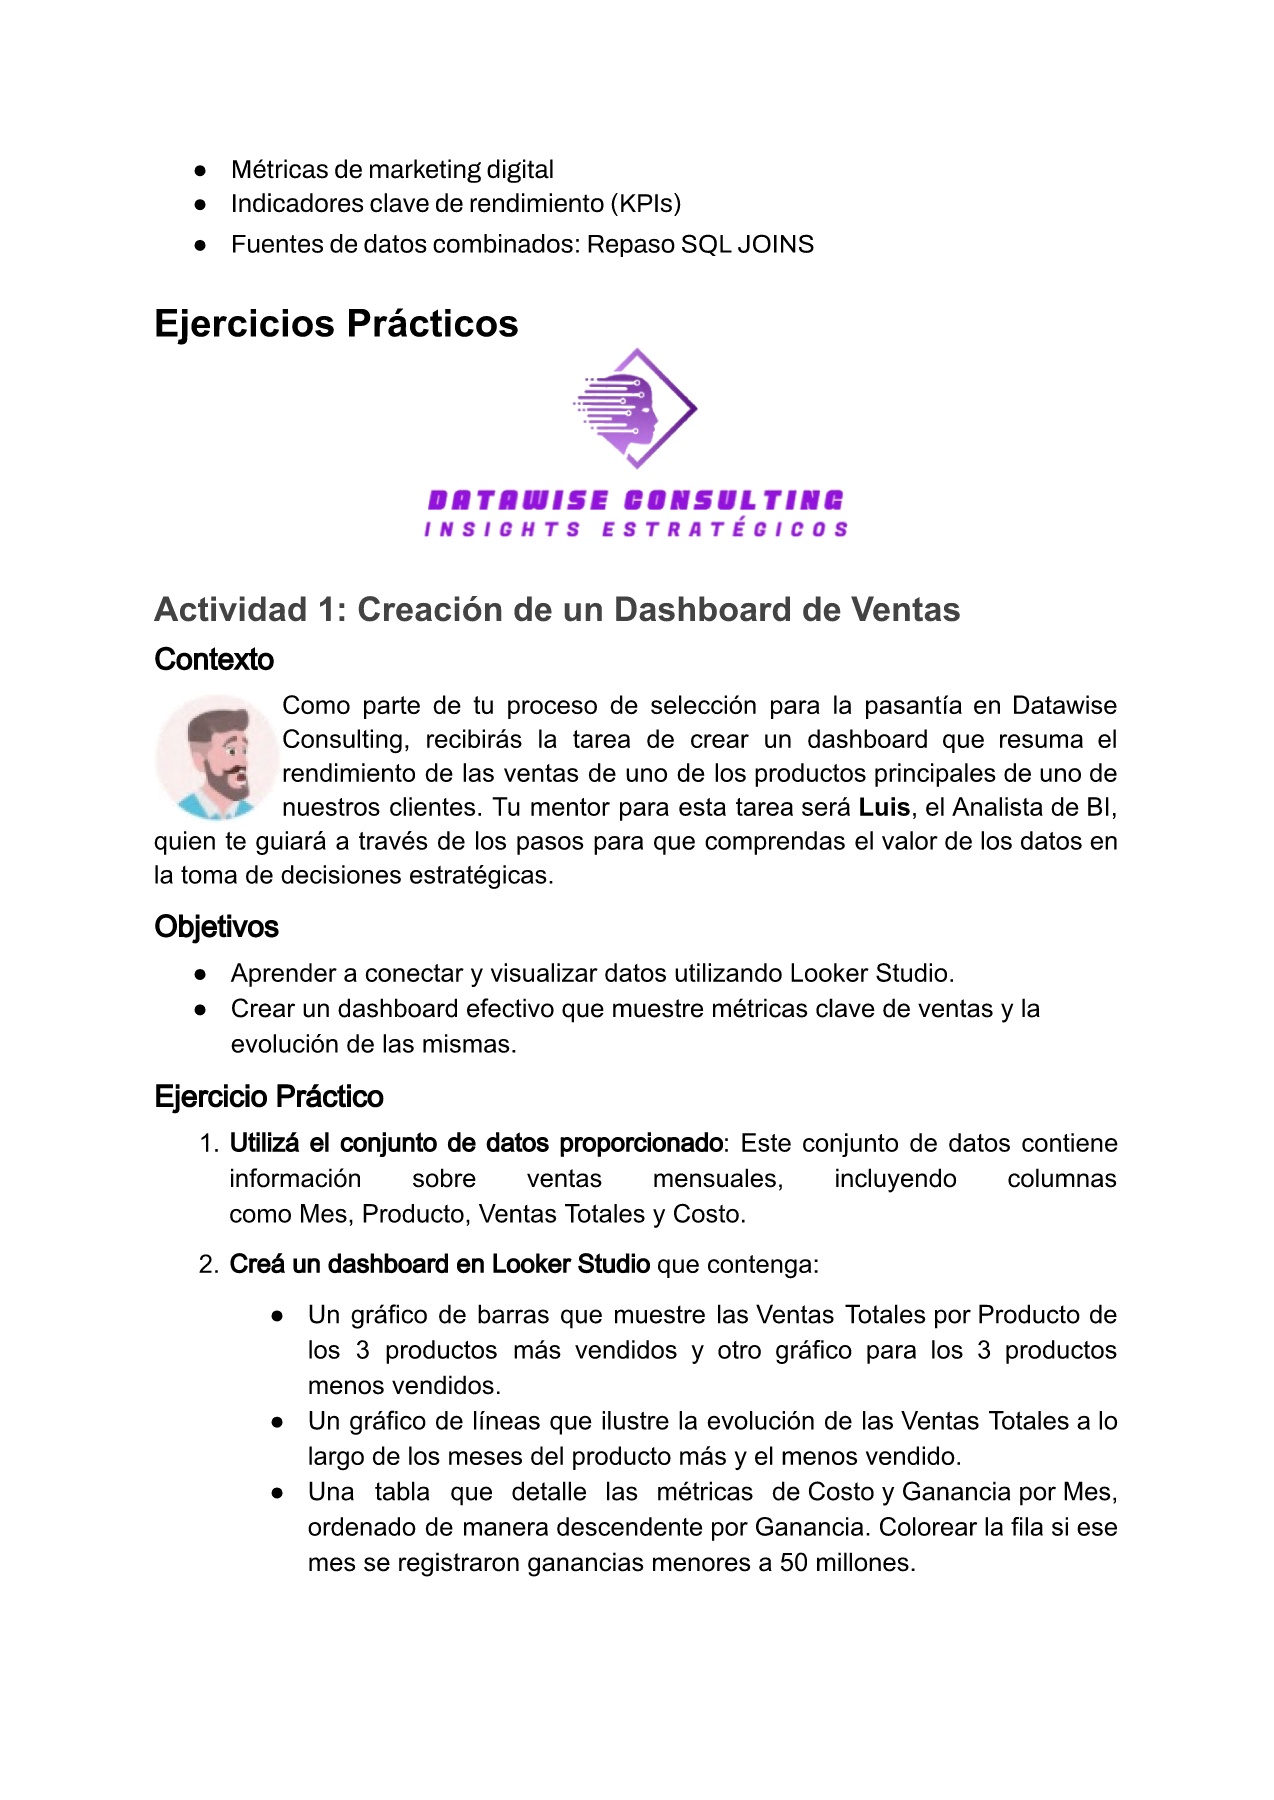 ● Métricas de marketing digital
● Indicadores clave de rendimiento (KPIs)
● Fuentes de datos combinados: Repaso SQL JOINS
Ejercicios Prácticos
DATAWISE CONSULTING
INSIGHTS ESTRATÉGICOS
Actividad 1: Creación de un Dashboard de Ventas
Contexto
Como parte de tu proceso de selección para la pasantía en Datawise
Consulting, recibirás la tarea de crear un dashboard que resuma el
rendimiento de las ventas de uno de los productos principales de uno de
nuestros clientes. Tu mentor para esta tarea será Luis, el Analista de BI,
quien te guiará a través de los pasos para que comprendas el valor de los datos en
la toma de decisiones estratégicas.
Objetivos
● Aprender a conectar y visualizar datos utilizando Looker Studio.
● Crear un dashboard efectivo que muestre métricas clave de ventas y la
evolución de las mismas.
Ejercicio Práctico
1. Utilizá el conjunto de datos proporcionado: Este conjunto de datos contiene
información sobre ventas mensuales, incluyendo columnas
como Mes, Producto, Ventas Totales y Costo.
2. Creá un dashboard en Looker Studio que contenga:
● Un gráfico de barras que muestre las Ventas Totales por Producto de
los 3 productos más vendidos y otro gráfico para los 3 productos
menos vendidos.
● Un gráfico de líneas que ilustre la evolución de las Ventas Totales a lo
largo de los meses del producto más y el menos vendido.
● Una tabla que detalle las métricas de Costo y Ganancia por Mes,
ordenado de manera descendente por Ganancia. Colorear la fila si ese
mes se registraron ganancias menores a 50 millones.